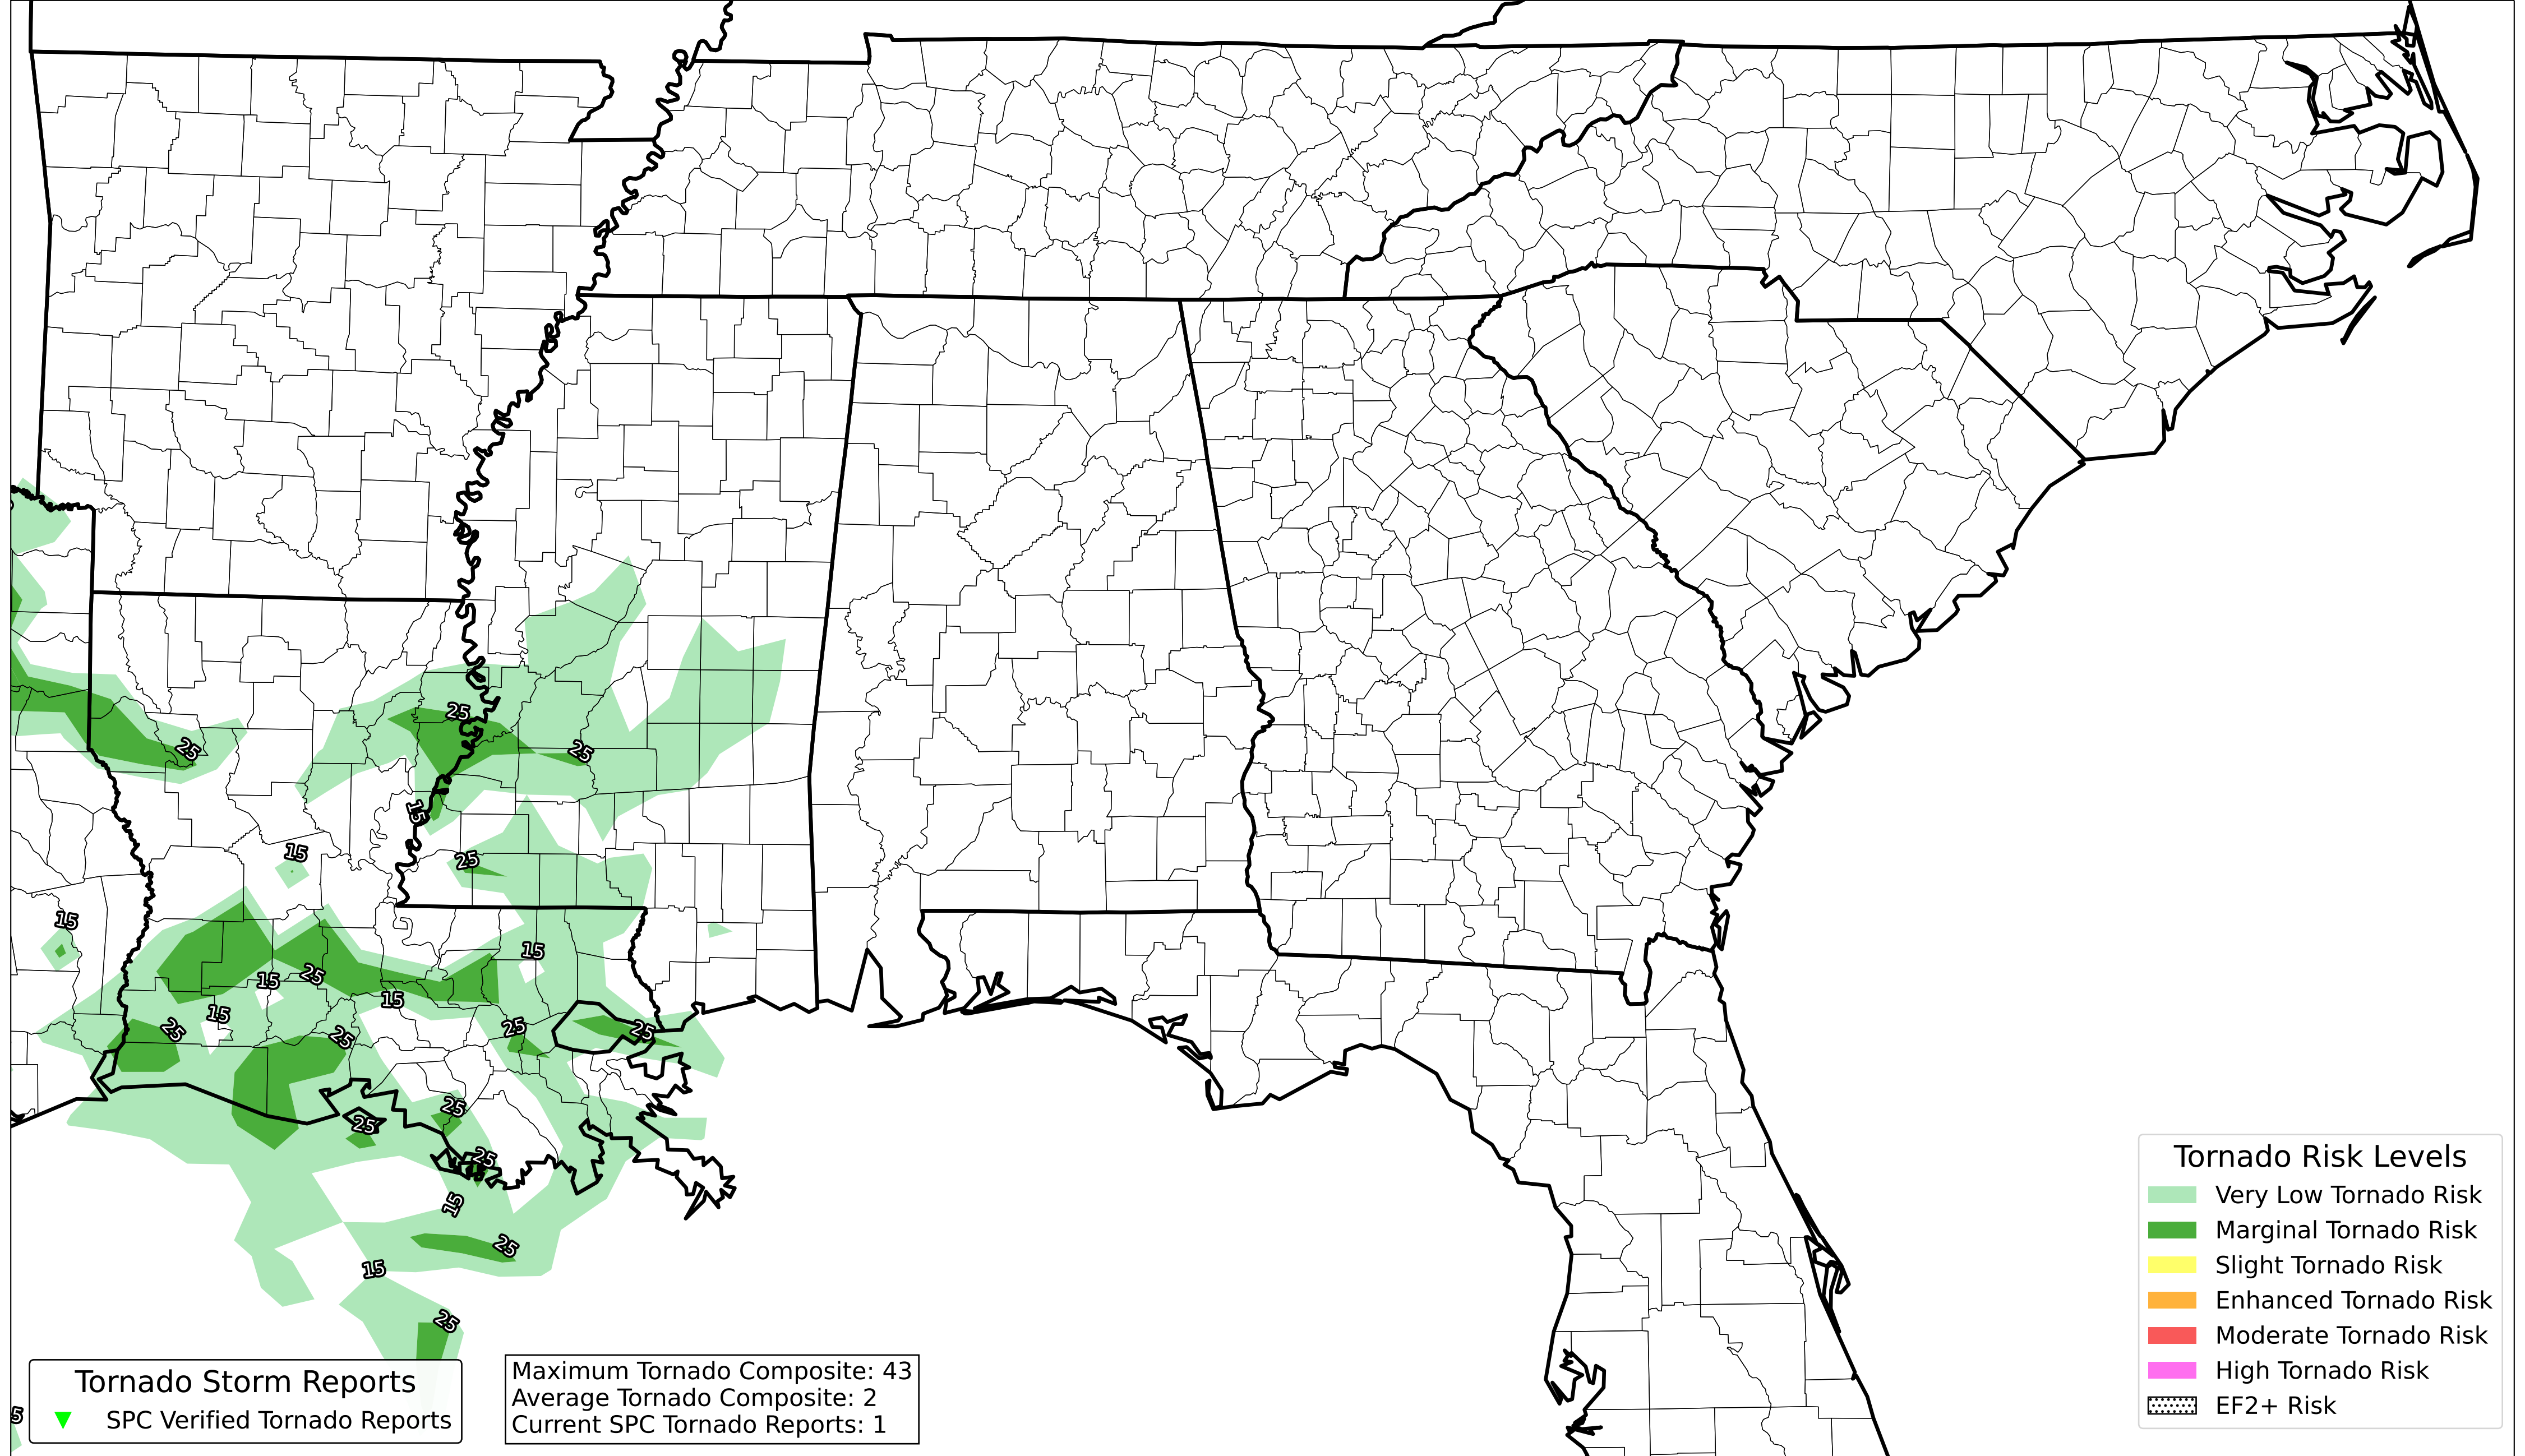 25
25
25
15
25
15
15
15
15
25
15
15
25
15
25
25
25
25
25
25
15
25
15
25
5
Tornado Storm Reports
SPC Verified Tornado Reports
Maximum Tornado Composite: 43
Average Tornado Composite: 2
Current SPC Tornado Reports: 1
Tornado Risk Levels
Very Low Tornado Risk
Marginal Tornado Risk
Slight Tornado Risk
Enhanced Tornado Risk
Moderate Tornado Risk
High Tornado Risk
EF2+ Risk